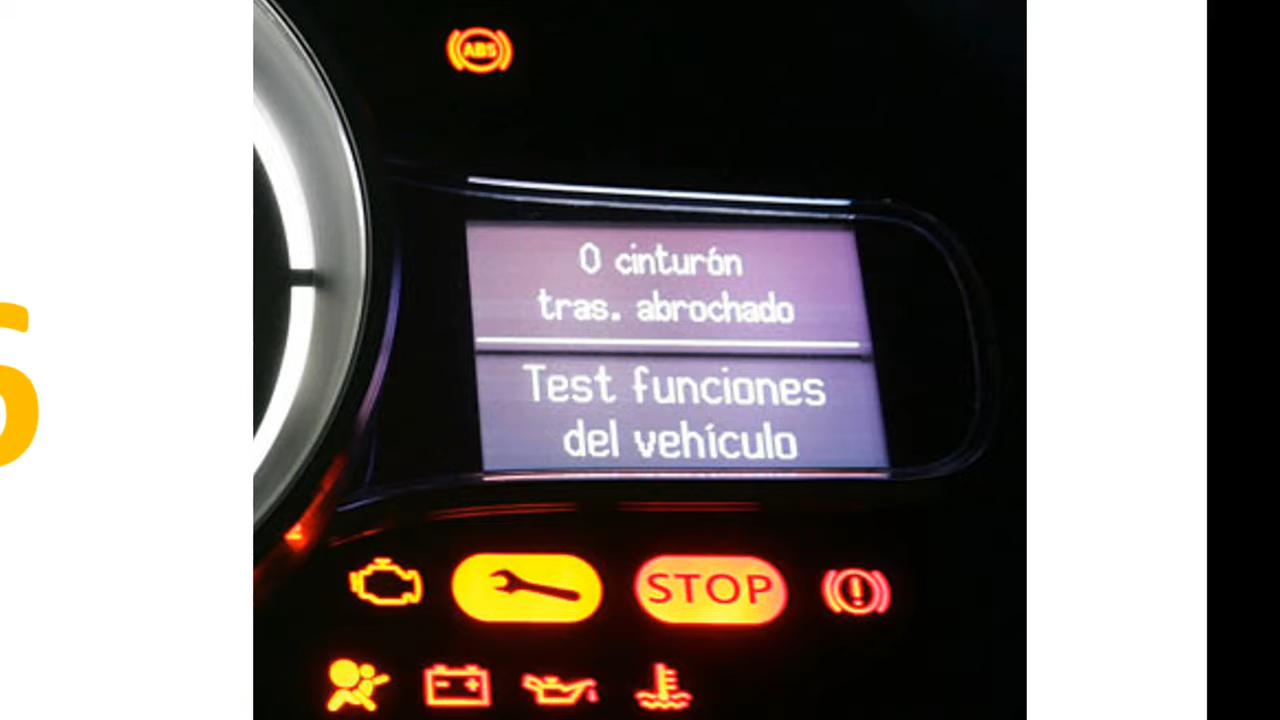 ABS
0 cinturón
tras. abrochado
Test funciones
del vehículo
STOP